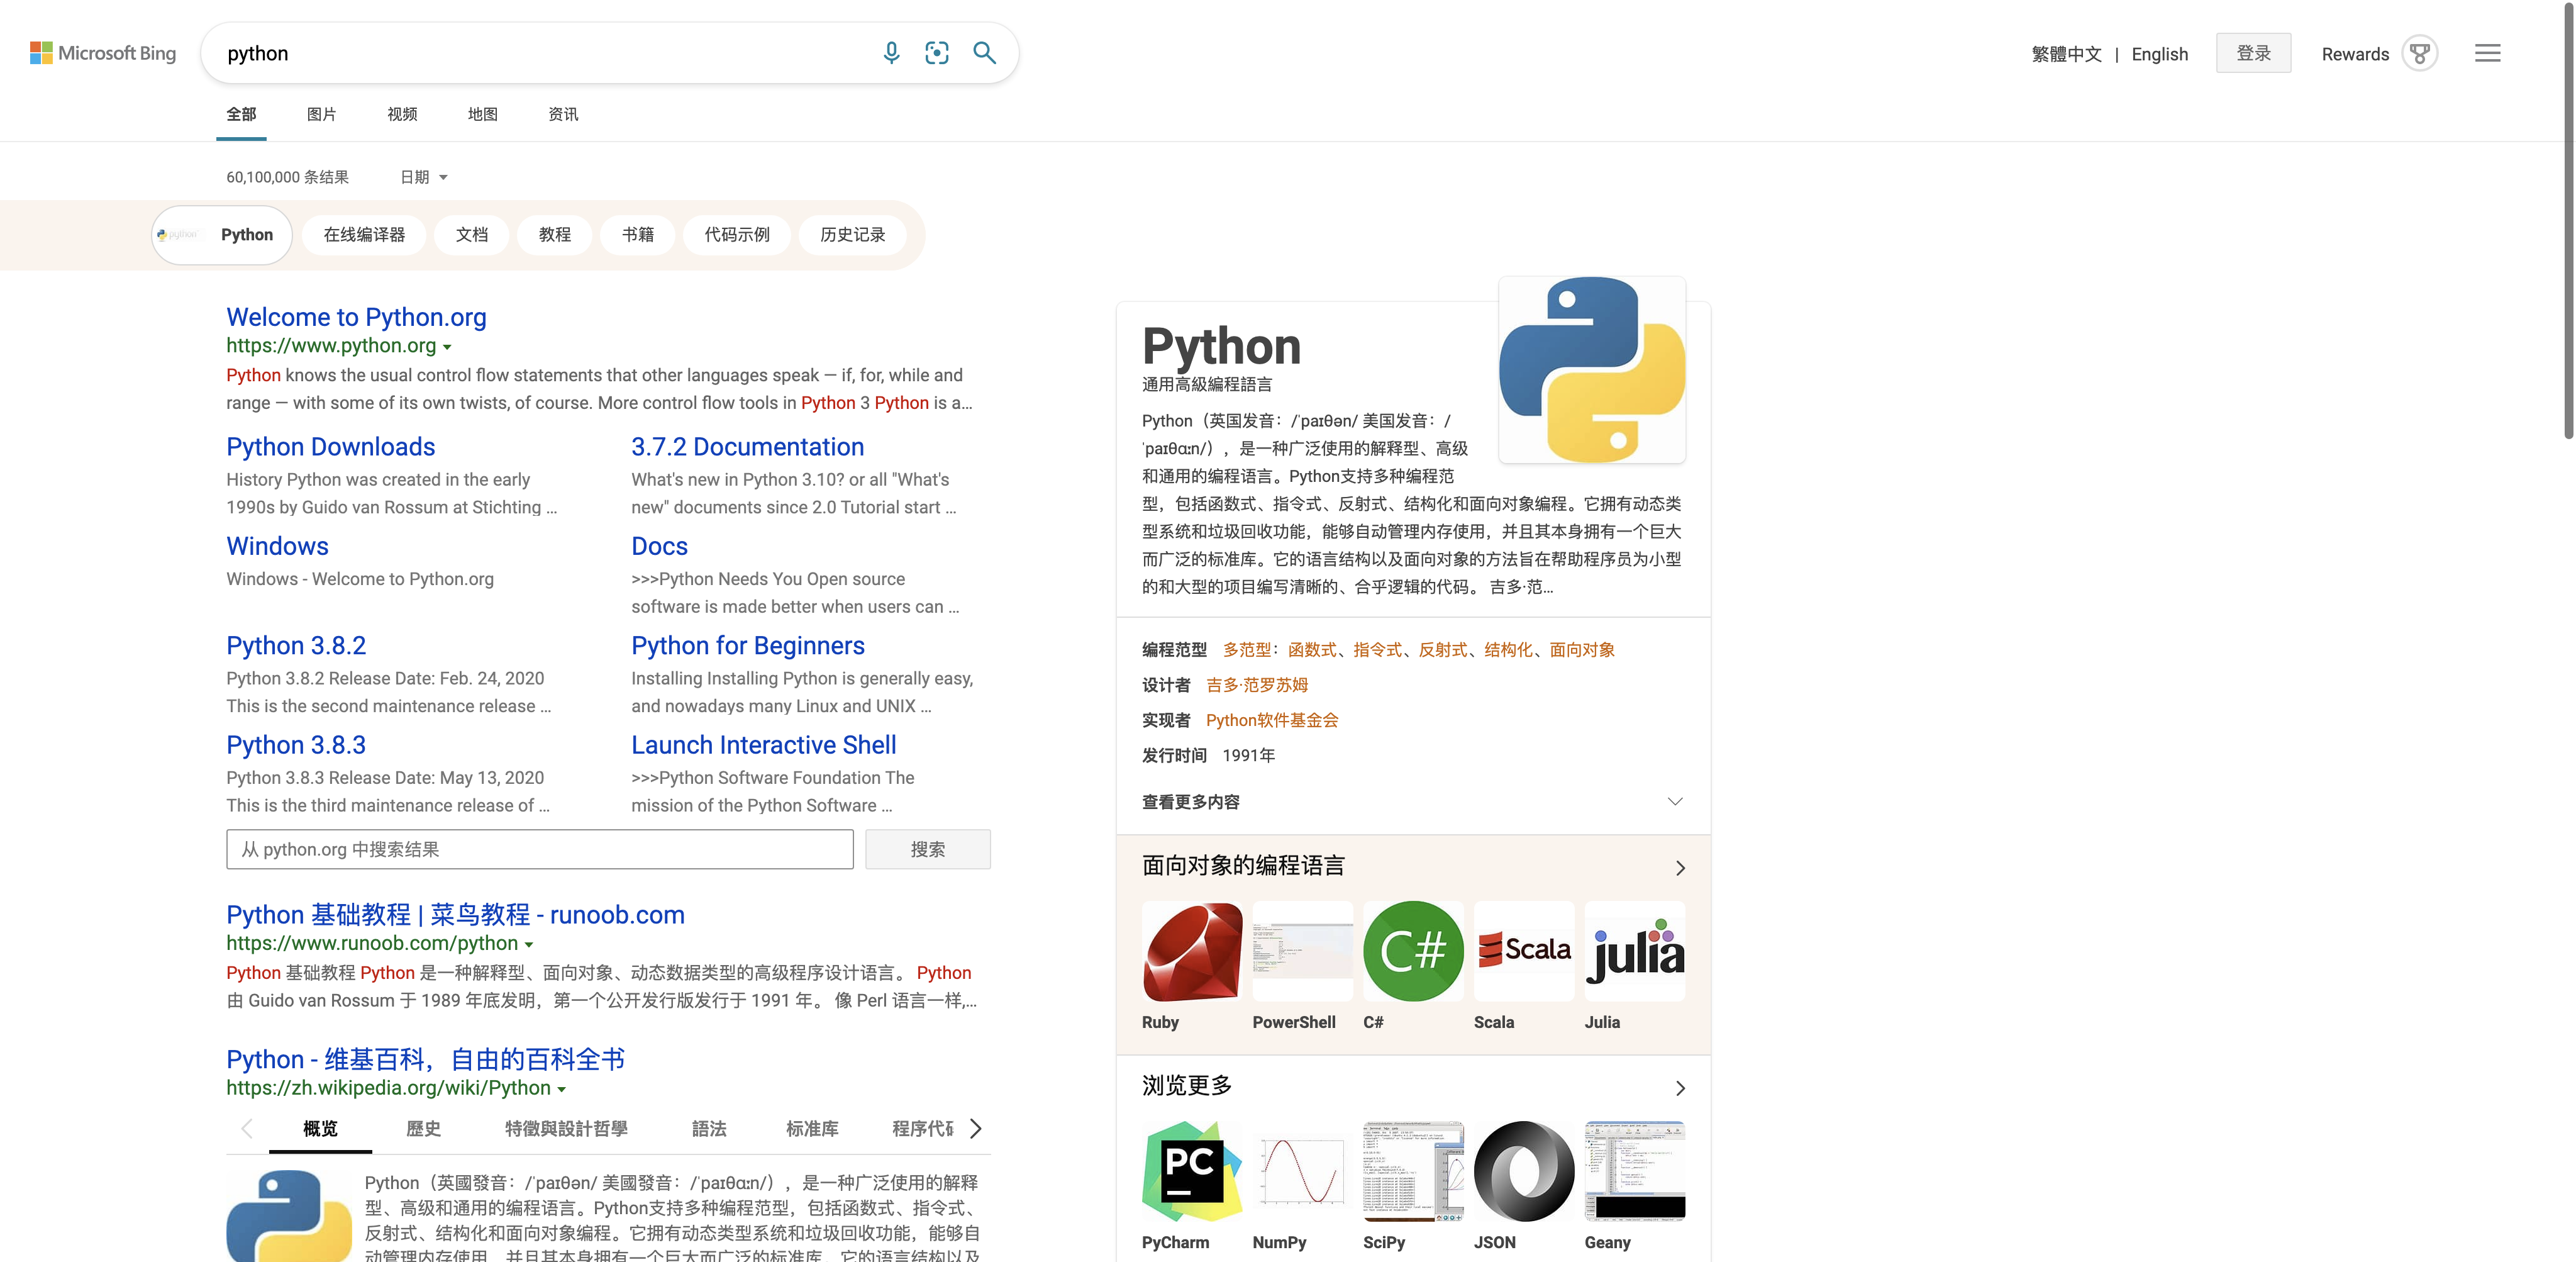 Microsoft Bing
python
繁體中文 | English
登录
Rewards
全部
图片
视频
地图
资讯
60,100,000 条结果
日期
python
Python
在线编译器
文档
教程
书籍
代码示例
历史记录
Welcome to Python.org
https://www.python.org
Python knows the usual control flow statements that other languages speak — if, for, while and
range — with some of its own twists, of course. More control flow tools in Python 3 Python is a...
Python Downloads
History Python was created in the early
1990s by Guido van Rossum at Stichting ...
3.7.2 Documentation
What's new in Python 3.10? or all "What's
new" documents since 2.0 Tutorial start ...
Windows
Windows - Welcome to Python.org
Docs
>>>Python Needs You Open source
software is made better when users can ...
Python 3.8.2
Python 3.8.2 Release Date: Feb. 24, 2020
This is the second maintenance release ...
Python for Beginners
Installing Installing Python is generally easy,
and nowadays many Linux and UNIX ...
Python 3.8.3
Python 3.8.3 Release Date: May 13, 2020
This is the third maintenance release of ...
Launch Interactive Shell
>>>Python Software Foundation The
mission of the Python Software ...
从 python.org 中搜索结果
搜索
Python 基础教程 | 菜鸟教程 - runoob.com
https://www.runoob.com/python
Python 基础教程 Python 是一种解释型、面向对象、动态数据类型的高级程序设计语言。 Python
由 Guido van Rossum 于 1989 年底发明，第一个公开发行版发行于 1991 年。 像 Perl 语言一样,...
Python - 维基百科，自由的百科全书
https://zh.wikipedia.org/wiki/Python
概览
歷史
特徵與設計哲學
語法
标准库
程序代码
Python（英國發音：/ˈpaɪθən/ 美國發音：/ˈpaɪθɑːn/），是一种广泛使用的解释
型、高级和通用的编程语言。Python支持多种编程范型，包括函数式、指令式、
反射式、结构化和面向对象编程。它拥有动态类型系统和垃圾回收功能，能够自
动管理内存使用，并且其本身拥有一个巨大而广泛的标准库。它的语言结构以及
Python
通用高級編程語言
Python（英国发音：/ˈpaɪθən/ 美国发音：/
ˈpaɪθɑːn/），是一种广泛使用的解释型、高级
和通用的编程语言。Python支持多种编程范
型，包括函数式、指令式、反射式、结构化和面向对象编程。它拥有动态类
型系统和垃圾回收功能，能够自动管理内存使用，并且其本身拥有一个巨大
而广泛的标准库。它的语言结构以及面向对象的方法旨在帮助程序员为小型
的和大型的项目编写清晰的、合乎逻辑的代码。 吉多·范...
编程范型 多范型：函数式、指令式、反射式、结构化、面向对象
设计者 吉多·范罗苏姆
实现者 Python软件基金会
发行时间 1991年
查看更多内容
面向对象的编程语言
C#
Scala
julia
Ruby
PowerShell
C#
Scala
Julia
浏览更多
PC
PyCharm
NumPy
SciPy
JSON
Geany